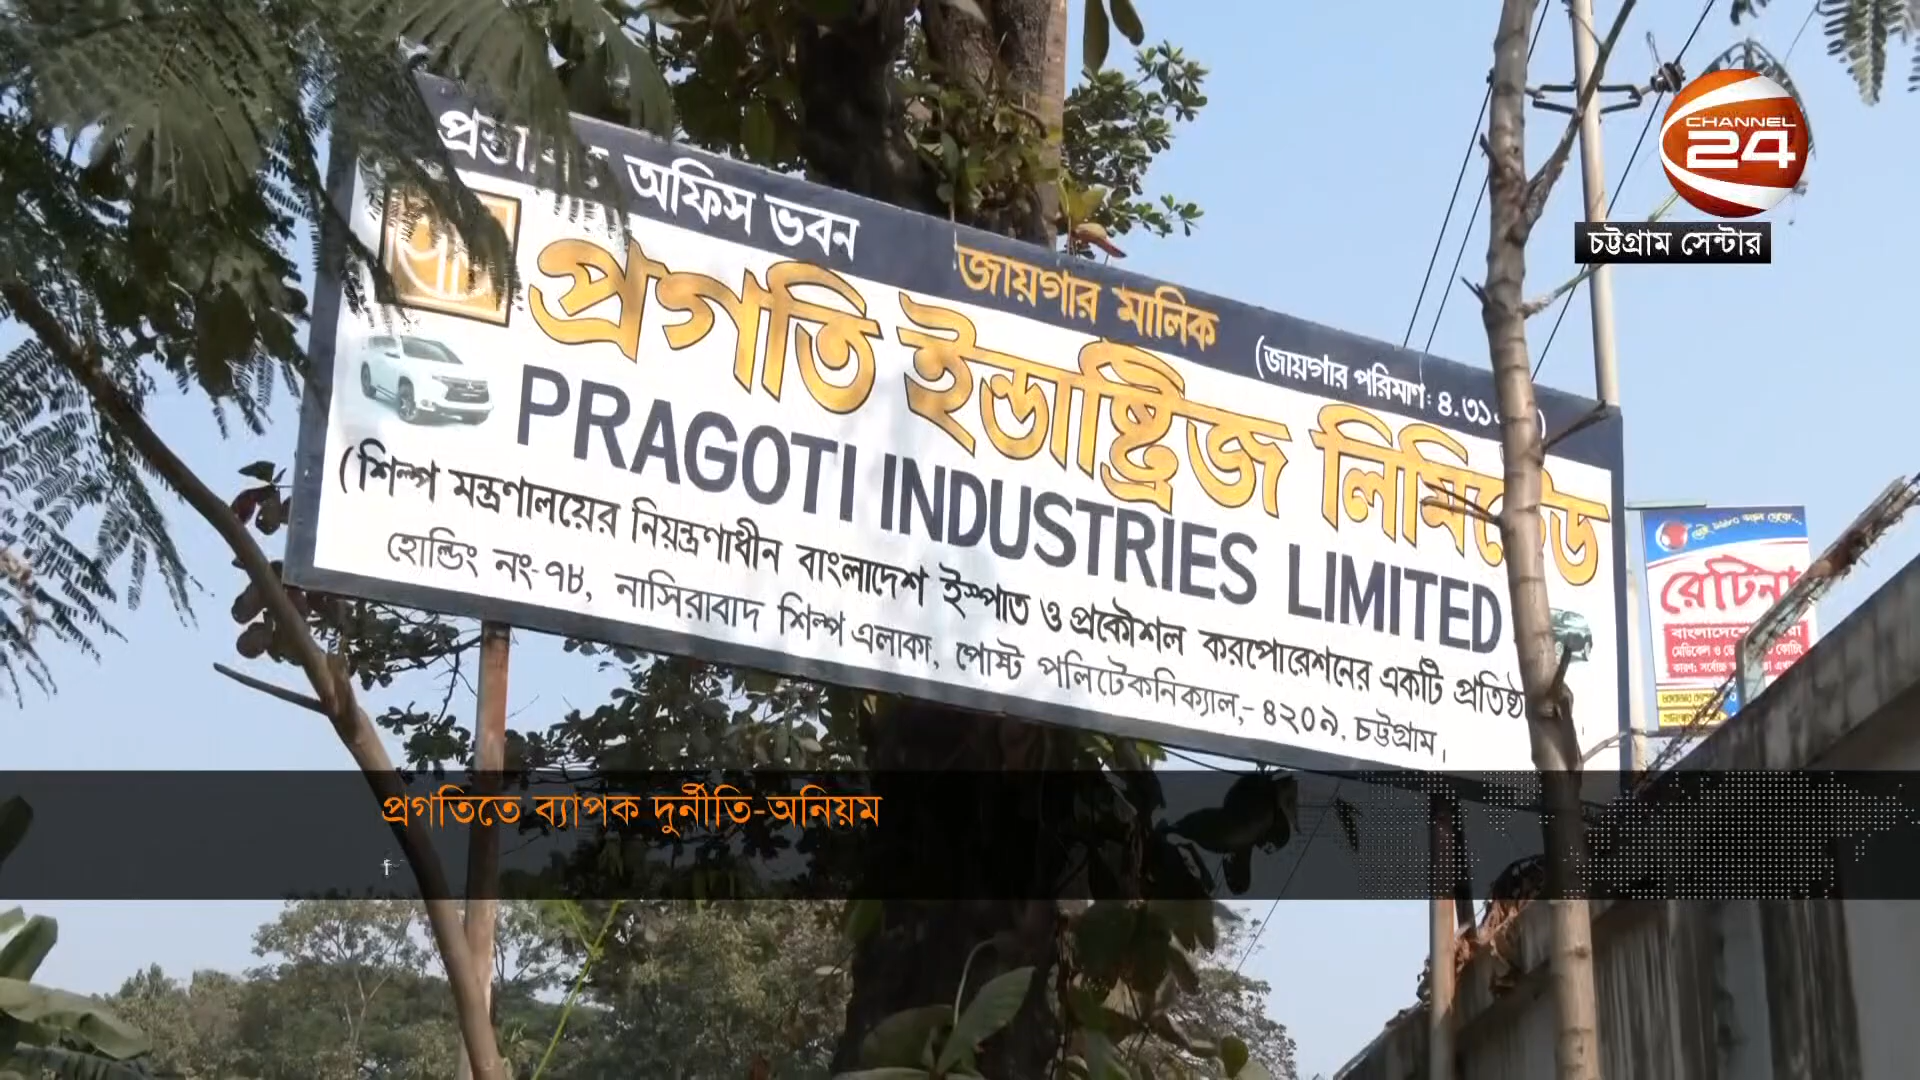 CHANNEL
24
চট্টগ্রাম সেন্টার
অফিস ভবন
জায়গার মালিক
(জায়গার পরিমাণ: ৪.৩১
প্রগতি ইন্ডাষ্ট্রিজ লিমিটেড
PRAGOTI INDUSTRIES LIMITED
(শিল্প মন্ত্রণালয়ের নিয়ন্ত্রণাধীন বাংলাদেশ ইস্পাত ও প্রকৌশল করপোরেশনের একটি প্রতিষ্ঠা
হোল্ডিং নং-৭৮, নাসিরাবাদ শিল্প এলাকা, পোষ্ট পলিটেকনিক্যাল,- ৪২০৯, চট্টগ্রাম।
রেটিনা
প্রগতিতে ব্যাপক দুর্নীতি-অনিয়ম